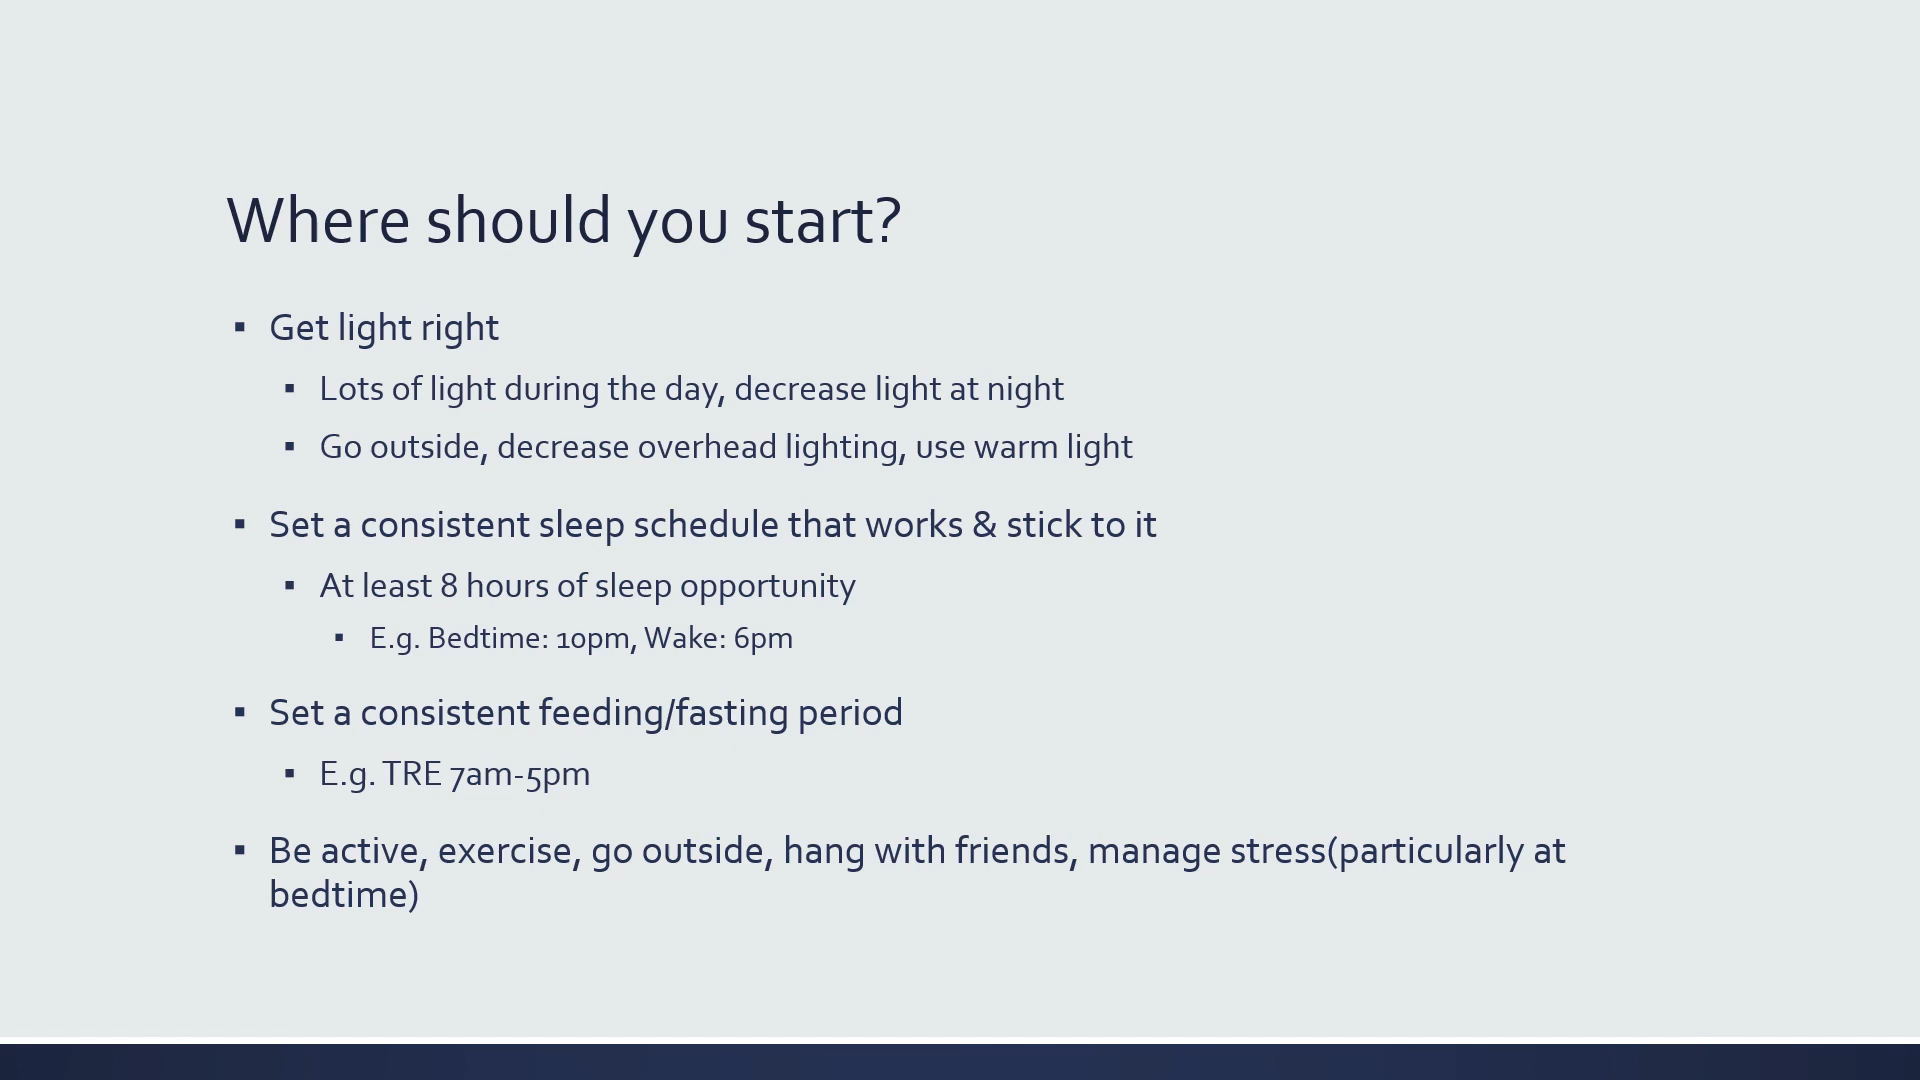 Where should you start?
▪ Get light right
▪ Lots of light during the day, decrease light at night
▪ Go outside, decrease overhead lighting, use warm light
▪ Set a consistent sleep schedule that works & stick to it
▪ At least 8 hours of sleep opportunity
▪ E.g. Bedtime: 10pm, Wake: 6pm
▪ Set a consistent feeding/fasting period
▪ E.g. TRE 7am-5pm
▪ Be active, exercise, go outside, hang with friends, manage stress(particularly at
bedtime)